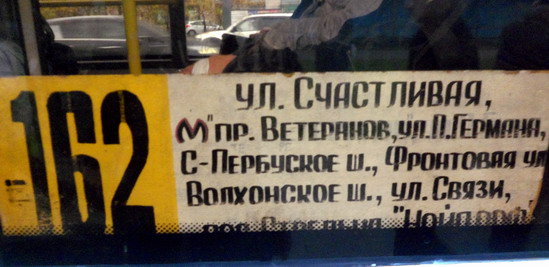 162
ул. Счастливая,
М "пр. Ветеранов, ул.П.Германа,
С-Пербуское ш., Фронтовая ул
Волхонское ш., ул. Связи,